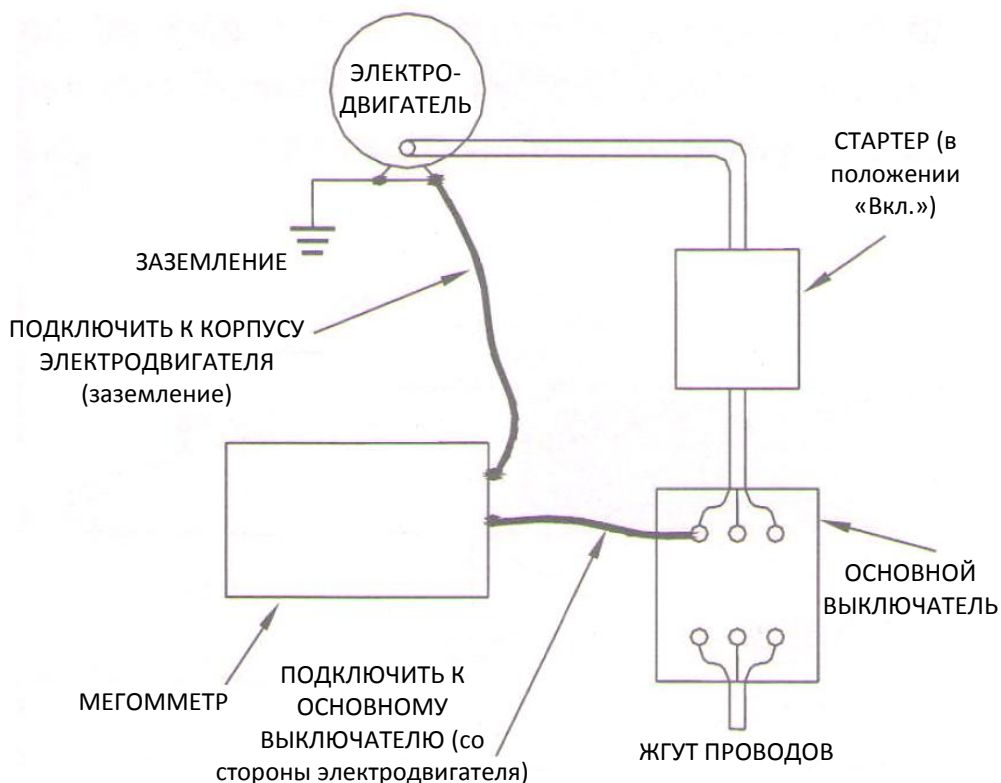 ЭЛЕКТРО-
ДВИГАТЕЛЬ
СТАРТЕР (в
положении
«Вкл.»)
ЗАЗЕМЛЕНИЕ
ПОДКЛЮЧИТЬ К КОРПУСУ
ЭЛЕКТРОДВИГАТЕЛЯ
(заземление)
ОСНОВНОЙ
ВЫКЛЮЧАТЕЛЬ
МЕГОММЕТР
ПОДКЛЮЧИТЬ К
ОСНОВНОМУ
ВЫКЛЮЧАТЕЛЮ (со
стороны электродвигателя)
ЖГУТ ПРОВОДОВ